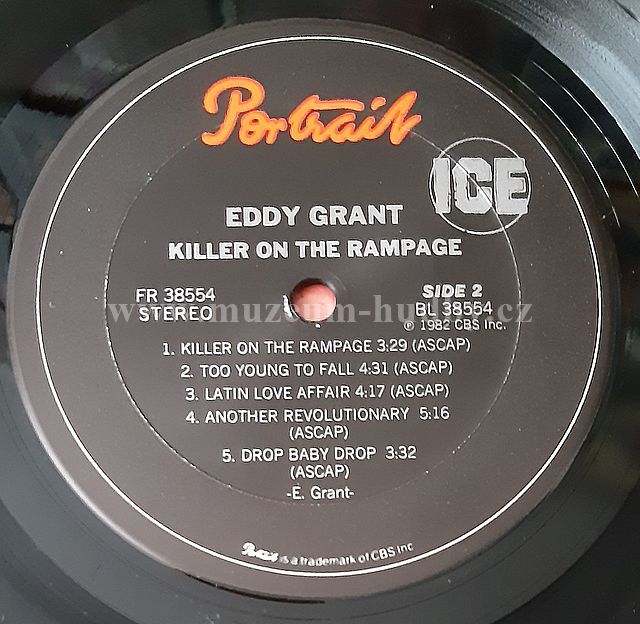 Portrait
ICE
EDDY GRANT
KILLER ON THE RAMPAGE
FR 38554
STEREO
SIDE 2
BL 38554
℗ 1982 CBS Inc.
www.muzeum-hudby.cz
1. KILLER ON THE RAMPAGE 3:29 (ASCAP)
2. TOO YOUNG TO FALL 4:31 (ASCAP)
3. LATIN LOVE AFFAIR 4:17 (ASCAP)
4. ANOTHER REVOLUTIONARY 5:16
(ASCAP)
5. DROP BABY DROP 3:32
(ASCAP)
-E. Grant-
is a trademark of CBS Inc